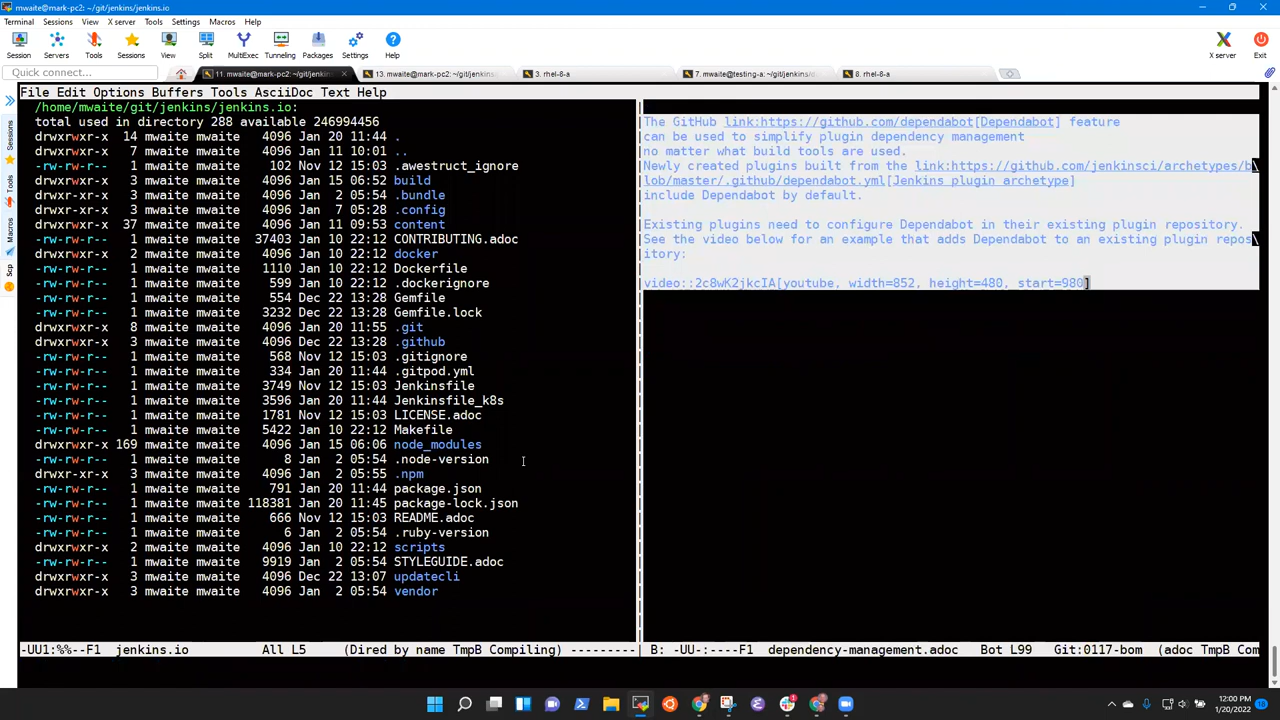 mwaite@mark-pc2: ~/git/jenkins/jenkins.io
Terminal Sessions View X server Tools Settings Macros Help
Session Servers Tools Sessions View Split MultiExec Tunneling Packages Settings Help X server Exit
Quick connect...
11. mwaite@mark-pc2: ~/git/jenkins 13. mwaite@mark-pc2: ~/git/jenkins 3. rhel-8-a 7. mwaite@testing-a: ~/git/jenkins/d 8. rhel-8-a
Sessions
Tools
Macros
Scp
File Edit Options Buffers Tools AsciiDoc Text Help
/home/mwaite/git/jenkins/jenkins.io:
total used in directory 288 available 246994456
drwxrwxr-x 14 mwaite mwaite 4096 Jan 20 11:44 .
drwxrwxr-x 7 mwaite mwaite 4096 Jan 11 10:01 ..
-rw-rw-r-- 1 mwaite mwaite 102 Nov 12 15:03 .awestruct_ignore
drwxrwxr-x 3 mwaite mwaite 4096 Jan 15 06:52 build
drwxrwxr-x 3 mwaite mwaite 4096 Jan 2 05:54 .bundle
drwxrwxr-x 3 mwaite mwaite 4096 Jan 7 05:28 .config
drwxrwxr-x 37 mwaite mwaite 4096 Jan 11 09:53 content
-rw-rw-r-- 1 mwaite mwaite 37403 Jan 10 22:12 CONTRIBUTING.adoc
drwxrwxr-x 2 mwaite mwaite 4096 Jan 10 22:12 docker
-rw-rw-r-- 1 mwaite mwaite 1110 Jan 10 22:12 Dockerfile
-rw-rw-r-- 1 mwaite mwaite 599 Jan 10 22:12 .dockerignore
-rw-rw-r-- 1 mwaite mwaite 554 Dec 22 13:28 Gemfile
-rw-rw-r-- 1 mwaite mwaite 3232 Dec 22 13:28 Gemfile.lock
drwxrwxr-x 8 mwaite mwaite 4096 Jan 20 11:55 .git
drwxrwxr-x 3 mwaite mwaite 4096 Dec 22 13:28 .github
-rw-rw-r-- 1 mwaite mwaite 568 Nov 12 15:03 .gitignore
-rw-rw-r-- 1 mwaite mwaite 334 Jan 20 11:44 .gitpod.yml
-rw-rw-r-- 1 mwaite mwaite 3749 Nov 12 15:03 Jenkinsfile
-rw-rw-r-- 1 mwaite mwaite 3596 Jan 20 11:44 Jenkinsfile_k8s
-rw-rw-r-- 1 mwaite mwaite 1781 Nov 12 15:03 LICENSE.adoc
-rw-rw-r-- 1 mwaite mwaite 5422 Jan 10 22:12 Makefile
drwxrwxr-x 169 mwaite mwaite 4096 Jan 15 06:06 node_modules
-rw-rw-r-- 1 mwaite mwaite 8 Jan 2 05:54 .node-version
drwxr-xr-x 3 mwaite mwaite 4096 Jan 2 05:55 .npm
-rw-rw-r-- 1 mwaite mwaite 791 Jan 20 11:44 package.json
-rw-rw-r-- 1 mwaite mwaite 118381 Jan 20 11:45 package-lock.json
-rw-rw-r-- 1 mwaite mwaite 666 Nov 12 15:03 README.adoc
-rw-rw-r-- 1 mwaite mwaite 6 Jan 2 05:54 .ruby-version
drwxrwxr-x 2 mwaite mwaite 4096 Jan 10 22:12 scripts
-rw-rw-r-- 1 mwaite mwaite 9919 Jan 2 05:54 STYLEGUIDE.adoc
drwxrwxr-x 3 mwaite mwaite 4096 Dec 22 13:07 updatecli
drwxrwxr-x 3 mwaite mwaite 4096 Jan 2 05:54 vendor
-UU1:%%--F1 jenkins.io All L5 (Dired by name TmpB Compiling) ---------
The GitHub link:https://github.com/dependabot[Dependabot] feature
can be used to simplify plugin dependency management
no matter what build tools are used.
Newly created plugins built from the link:https://github.com/jenkinsci/archetypes/b\
lob/master/.github/dependabot.yml[Jenkins plugin archetype]
include Dependabot by default.
Existing plugins need to configure Dependabot in their existing plugin repository.
See the video below for an example that adds Dependabot to an existing plugin repos\
itory:
video::2c8wK2jkcIA[youtube, width=852, height=480, start=980]
B: -UU-:----F1 dependency-management.adoc Bot L99 Git:0117-bom (adoc TmpB Com
12:00 PM
1/20/2022